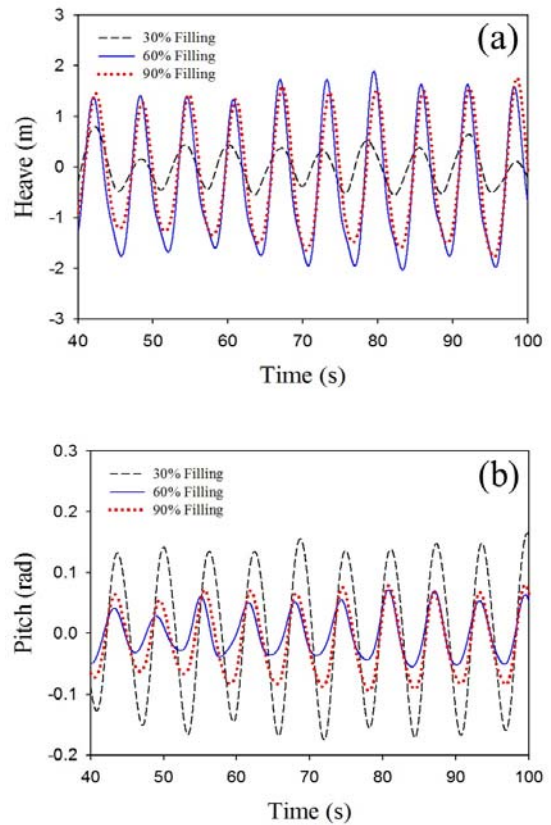 3
(a)
30% Filling
60% Filling
90% Filling
2
1
0
-1
-2
-3
Heave (m)
40 50 60 70 80 90 100
Time (s)
0.3
(b)
30% Filling
60% Filling
90% Filling
0.2
0.1
0.0
-0.1
-0.2
Pitch (rad)
40 50 60 70 80 90 100
Time (s)